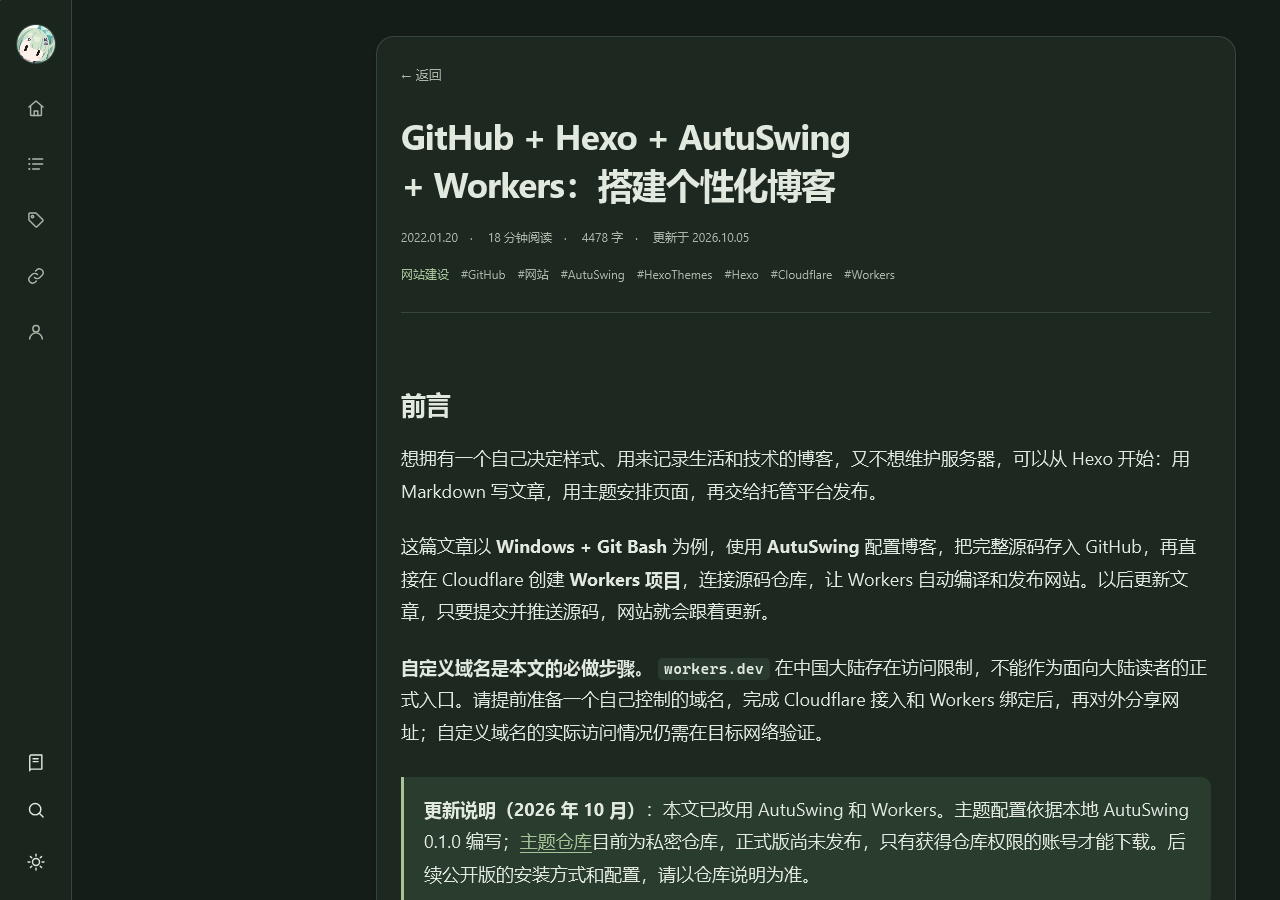 ← 返回
GitHub + Hexo + AutuSwing
+ Workers：搭建个性化博客
2022.01.20 · 18 分钟阅读 · 4478 字 · 更新于 2026.10.05
网站建设 #GitHub #网站 #AutuSwing #HexoThemes #Hexo #Cloudflare #Workers
前言
想拥有一个自己决定样式、用来记录生活和技术的博客，又不想维护服务器，可以从 Hexo 开始：用
Markdown 写文章，用主题安排页面，再交给托管平台发布。
这篇文章以 Windows + Git Bash 为例，使用 AutuSwing 配置博客，把完整源码存入 GitHub，再直
接在 Cloudflare 创建 Workers 项目，连接源码仓库，让 Workers 自动编译和发布网站。以后更新文
章，只要提交并推送源码，网站就会跟着更新。
自定义域名是本文的必做步骤。 workers.dev 在中国大陆存在访问限制，不能作为面向大陆读者的正
式入口。请提前准备一个自己控制的域名，完成 Cloudflare 接入和 Workers 绑定后，再对外分享网
址；自定义域名的实际访问情况仍需在目标网络验证。
更新说明（2026 年 10 月）：本文已改用 AutuSwing 和 Workers。主题配置依据本地 AutuSwing
0.1.0 编写；主题仓库目前为私密仓库，正式版尚未发布，只有获得仓库权限的账号才能下载。后
续公开版的安装方式和配置，请以仓库说明为准。